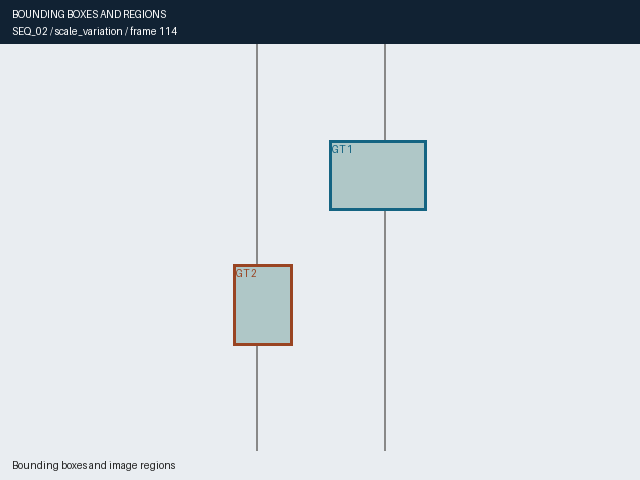 BOUNDING BOXES AND REGIONS
SEQ_02 / scale_variation / frame 114
GT1
GT2
Bounding boxes and image regions